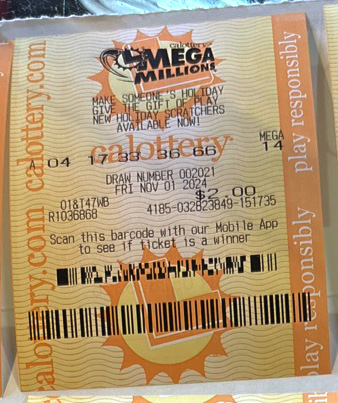 calottery
MEGA
MILLIONS
MAKE SOMEONE'S HOLIDAY
GIVE THE GIFT OF PLAY
NEW HOLIDAY SCRATCHERS
AVAILABLE NOW!
calottery
MEGA
A 04 17 33 36 66 14
DRAW NUMBER 002021
FRI NOV 01 2024
$2.00
01&T47WB
R1036868 4185-032823849-151735
Scan this barcode with our Mobile App
to see if ticket is a winner
calottery.com
calottery.com
play responsibly
play responsibly